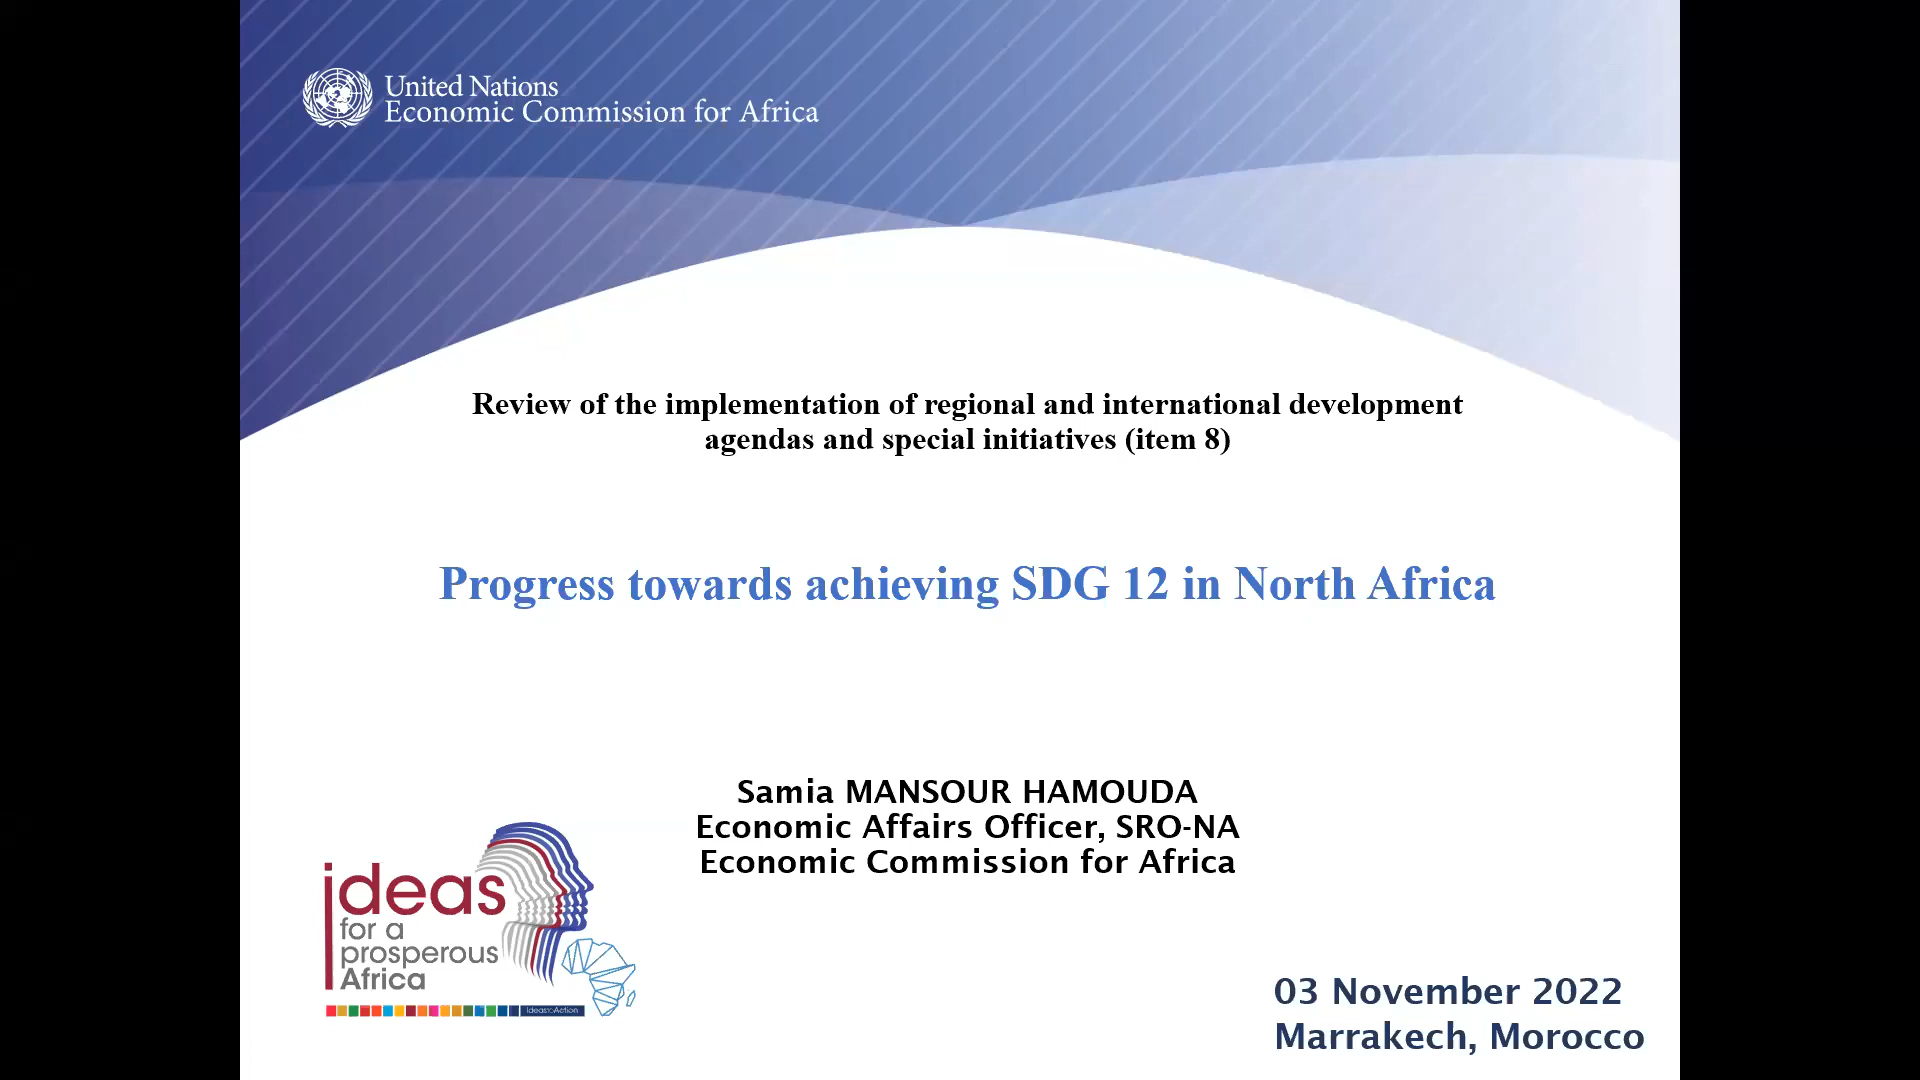 United Nations
Economic Commission for Africa
Review of the implementation of regional and international development
agendas and special initiatives (item 8)
Progress towards achieving SDG 12 in North Africa
Samia MANSOUR HAMOUDA
Economic Affairs Officer, SRO-NA
Economic Commission for Africa
ideas
for a
prosperous
Africa
IdeastoAction
03 November 2022
Marrakech, Morocco